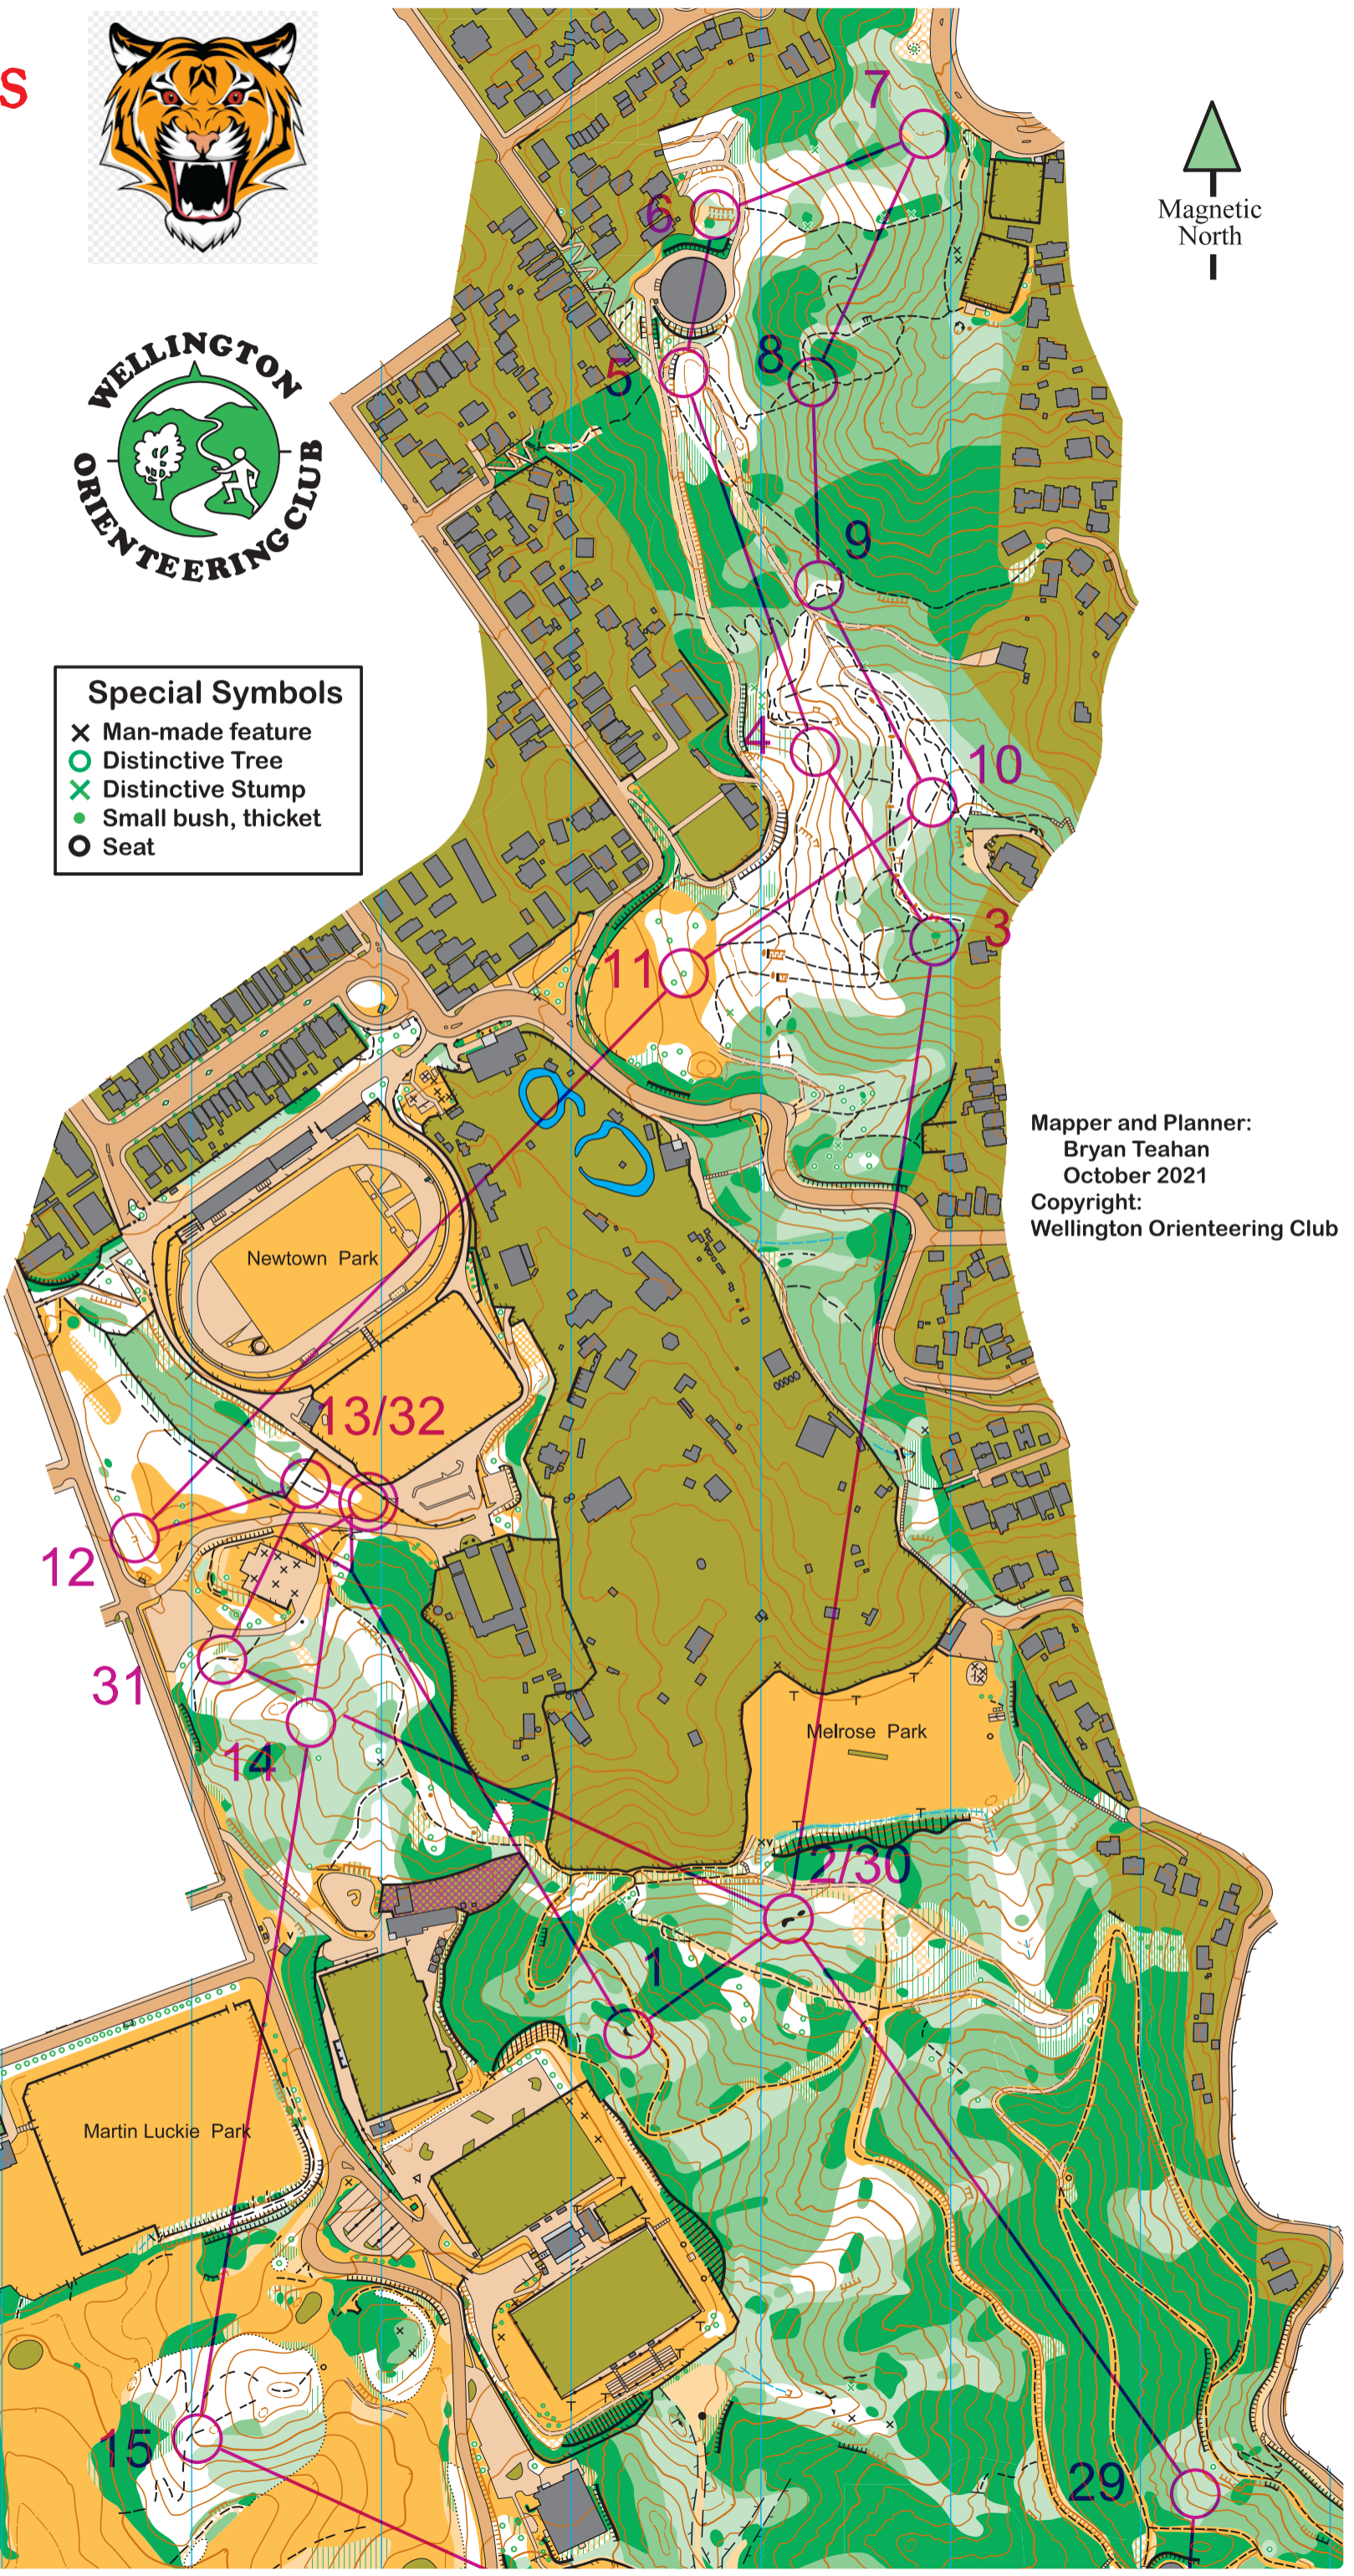 S
WELLINGTON
ORIENTEERING CLUB
Magnetic
North
Special Symbols
Man-made feature
Distinctive Tree
Distinctive Stump
Small bush, thicket
Seat
7
6
5
8
9
4
10
3
11
Mapper and Planner:
Bryan Teahan
October 2021
Copyright:
Wellington Orienteering Club
Newtown Park
13/32
12
31
14
Melrose Park
2/30
1
Martin Luckie Park
15
29